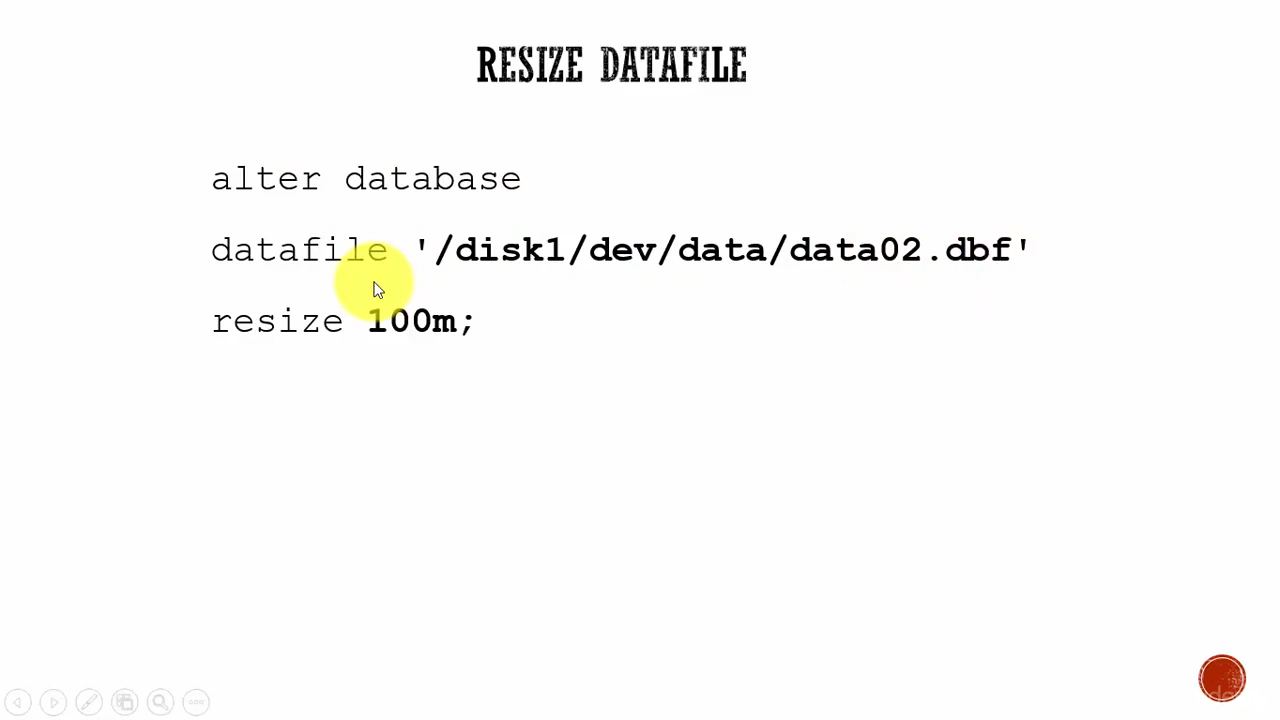 RESIZE DATAFILE
alter database
datafile '/disk1/dev/data/data02.dbf'
resize 100m;